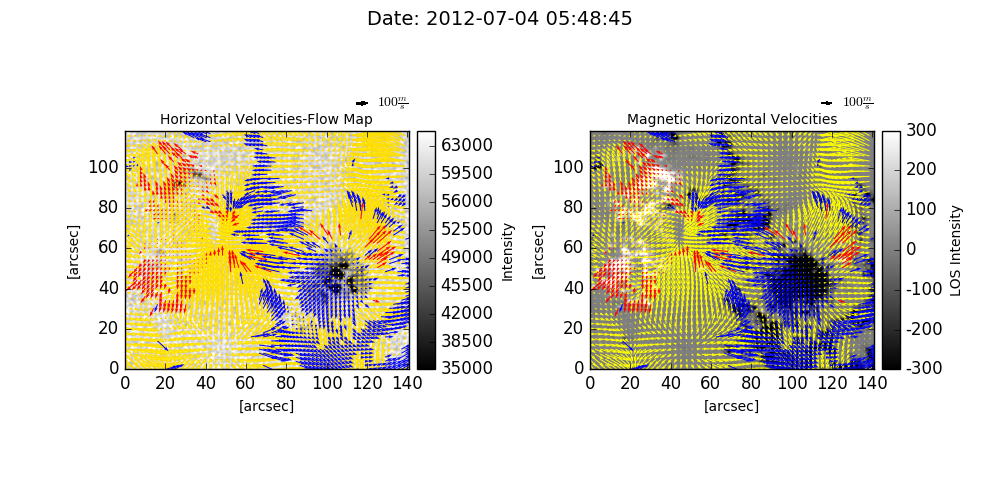 Date: 2012-07-04 05:48:45
100 m/s
100 m/s
Horizontal Velocities-Flow Map
Magnetic Horizontal Velocities
100
80
60
40
20
0
[arcsec]
0 20 40 60 80 100 120 140
[arcsec]
63000
59500
56000
52500
49000
45500
42000
38500
35000
Intensity
100
80
60
40
20
0
[arcsec]
0 20 40 60 80 100 120 140
[arcsec]
300
200
100
0
-100
-200
-300
LOS Intensity